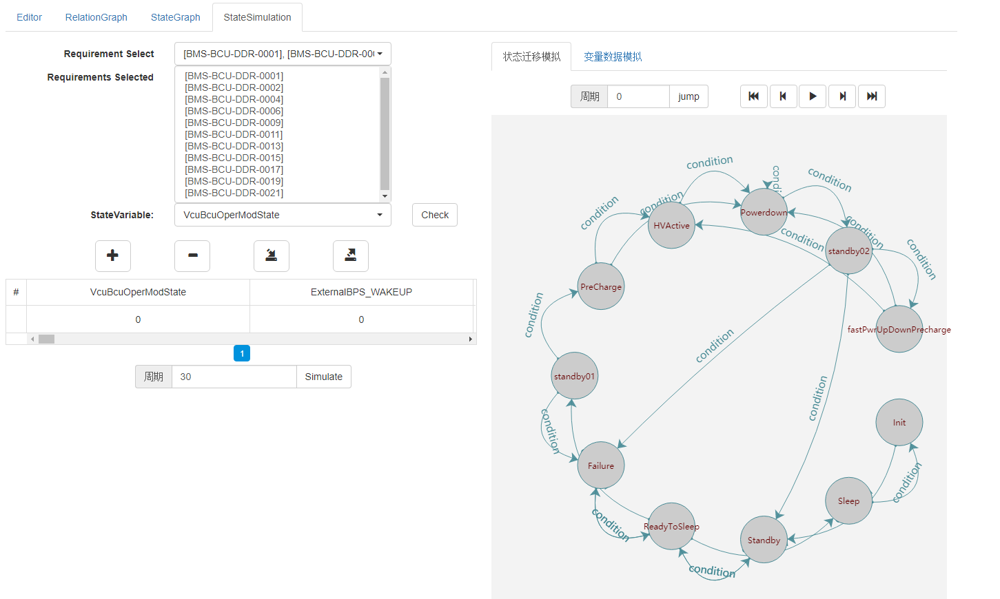 Editor RelationGraph StateGraph StateSimulation
Requirement Select [BMS-BCU-DDR-0001], [BMS-BCU-DDR-00
Requirements Selected
[BMS-BCU-DDR-0001]
[BMS-BCU-DDR-0002]
[BMS-BCU-DDR-0004]
[BMS-BCU-DDR-0006]
[BMS-BCU-DDR-0009]
[BMS-BCU-DDR-0011]
[BMS-BCU-DDR-0013]
[BMS-BCU-DDR-0015]
[BMS-BCU-DDR-0017]
[BMS-BCU-DDR-0019]
[BMS-BCU-DDR-0021]
StateVariable: VcuBcuOperModState Check
# VcuBcuOperModState ExternalBPS_WAKEUP
0 0
1
周期 30 Simulate
状态迁移模拟 变量数据模拟
周期 0 jump
condition
condi
condition
condition
condition
Powerdown
HVActive
condition
condition
standby02
condition
PreCharge
condition
fastPwrUpDownPrecharge
condition
standby01
condition
condition
Init
Failure
condition
Sleep
condition
ReadyToSleep
Standby
condition